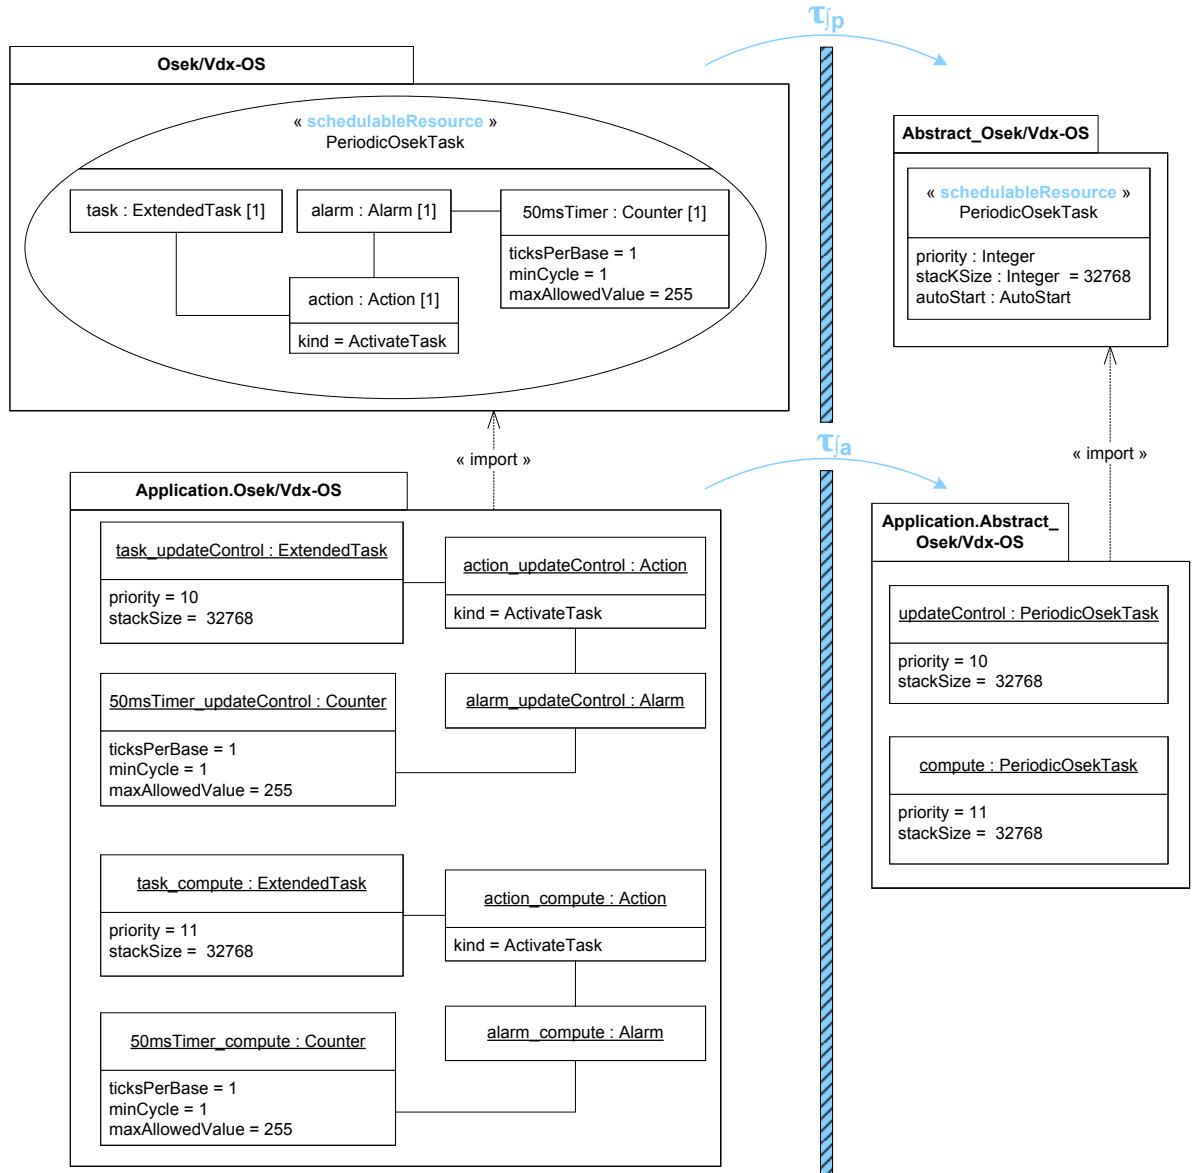 τ∫p
Osek/Vdx-OS
« schedulableResource »
PeriodicOsekTask
task : ExtendedTask [1]
alarm : Alarm [1]
50msTimer : Counter [1]
ticksPerBase = 1
minCycle = 1
maxAllowedValue = 255
action : Action [1]
kind = ActivateTask
Abstract_Osek/Vdx-OS
« schedulableResource »
PeriodicOsekTask
priority : Integer
stacKSize : Integer = 32768
autoStart : AutoStart
« import »
τ∫a
« import »
Application.Osek/Vdx-OS
task_updateControl : ExtendedTask
priority = 10
stackSize = 32768
action_updateControl : Action
kind = ActivateTask
50msTimer_updateControl : Counter
ticksPerBase = 1
minCycle = 1
maxAllowedValue = 255
alarm_updateControl : Alarm
task_compute : ExtendedTask
priority = 11
stackSize = 32768
action_compute : Action
kind = ActivateTask
50msTimer_compute : Counter
ticksPerBase = 1
minCycle = 1
maxAllowedValue = 255
alarm_compute : Alarm
Application.Abstract_
Osek/Vdx-OS
updateControl : PeriodicOsekTask
priority = 10
stackSize = 32768
compute : PeriodicOsekTask
priority = 11
stackSize = 32768